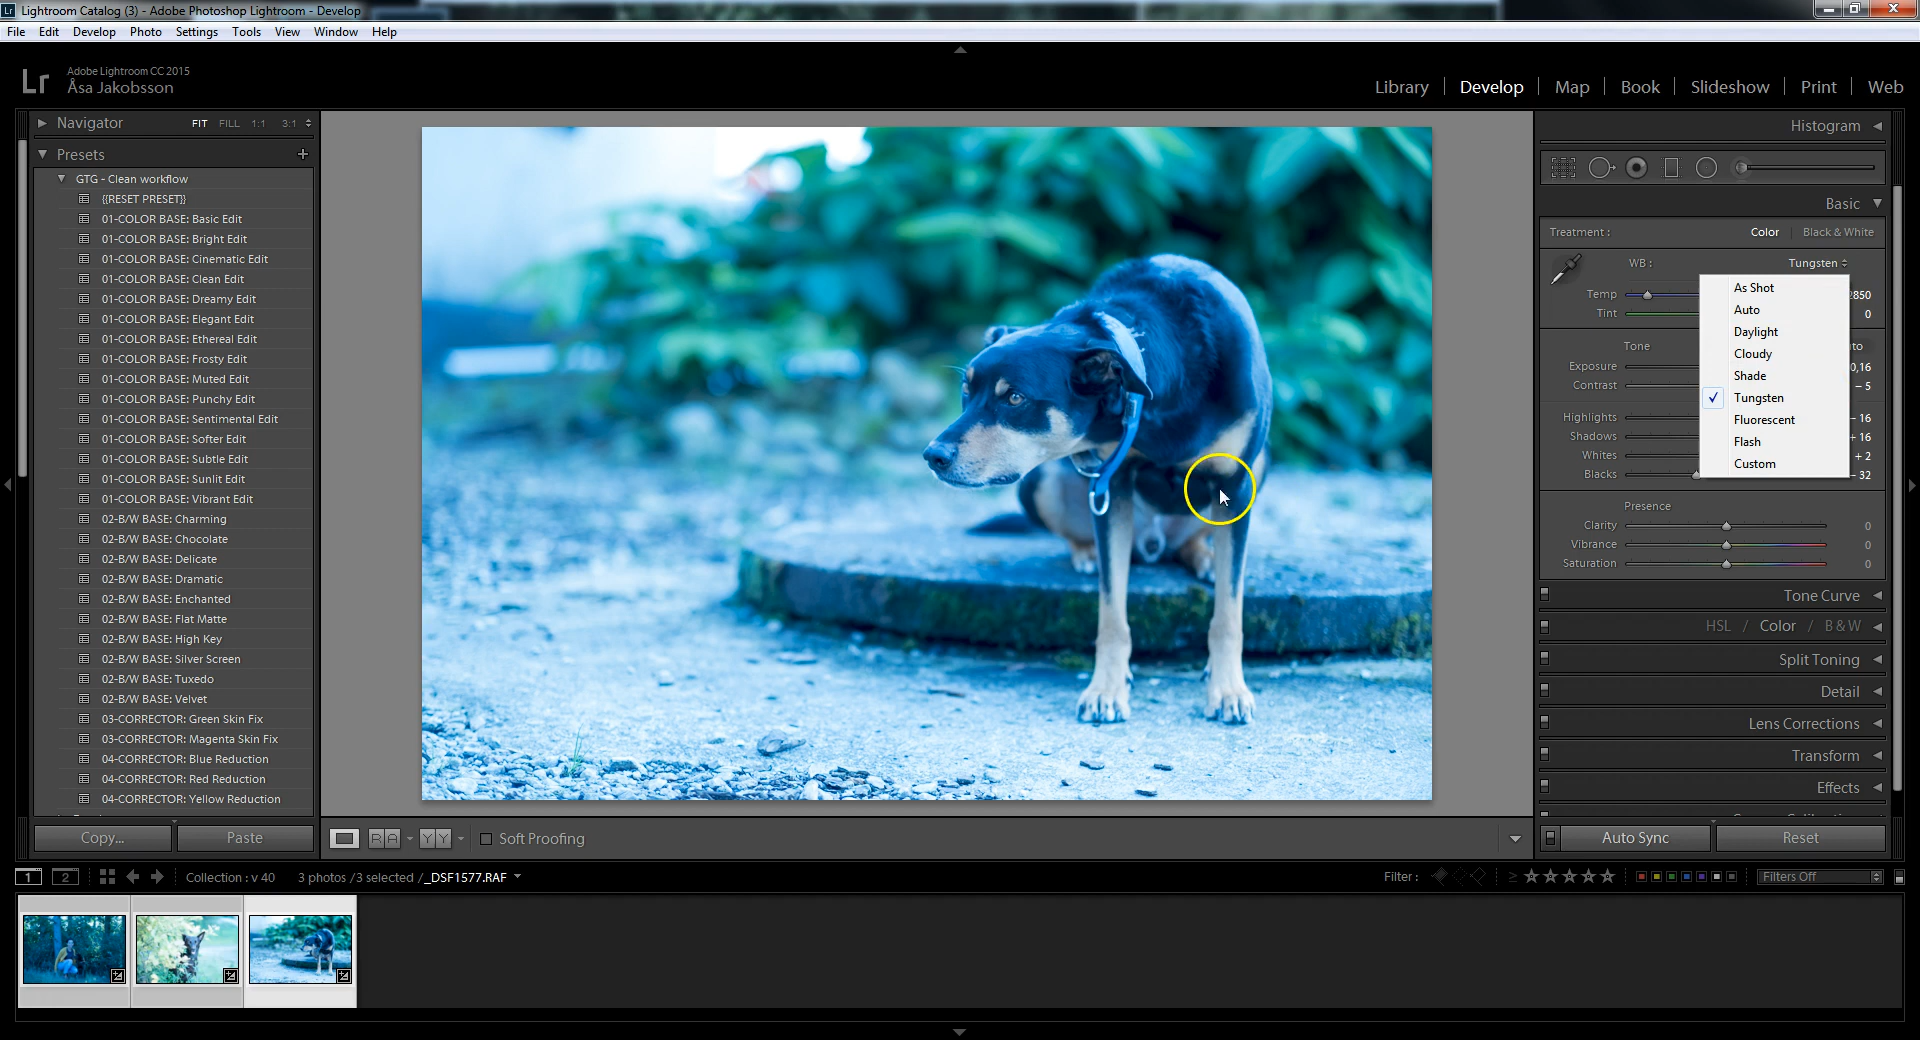 Lr Lightroom Catalog (3) - Adobe Photoshop Lightroom - Develop
File Edit Develop Photo Settings Tools View Window Help
Lr
Adobe Lightroom CC 2015
Åsa Jakobsson
Library Develop Map Book Slideshow Print Web
Navigator FIT FILL 1:1 3:1
Presets +
GTG - Clean workflow
{{RESET PRESET}}
01-COLOR BASE: Basic Edit
01-COLOR BASE: Bright Edit
01-COLOR BASE: Cinematic Edit
01-COLOR BASE: Clean Edit
01-COLOR BASE: Dreamy Edit
01-COLOR BASE: Elegant Edit
01-COLOR BASE: Ethereal Edit
01-COLOR BASE: Frosty Edit
01-COLOR BASE: Muted Edit
01-COLOR BASE: Punchy Edit
01-COLOR BASE: Sentimental Edit
01-COLOR BASE: Softer Edit
01-COLOR BASE: Subtle Edit
01-COLOR BASE: Sunlit Edit
01-COLOR BASE: Vibrant Edit
02-B/W BASE: Charming
02-B/W BASE: Chocolate
02-B/W BASE: Delicate
02-B/W BASE: Dramatic
02-B/W BASE: Enchanted
02-B/W BASE: Flat Matte
02-B/W BASE: High Key
02-B/W BASE: Silver Screen
02-B/W BASE: Tuxedo
02-B/W BASE: Velvet
03-CORRECTOR: Green Skin Fix
03-CORRECTOR: Magenta Skin Fix
04-CORRECTOR: Blue Reduction
04-CORRECTOR: Red Reduction
04-CORRECTOR: Yellow Reduction
Copy... Paste
R A Y Y Soft Proofing
Histogram
Basic
Treatment : Color Black & White
WB : Tungsten
As Shot
Auto
Daylight
Cloudy
Shade
Tungsten
Fluorescent
Flash
Custom
Temp 2850
Tint 0
Tone
Exposure 0,16
Contrast – 5
Highlights – 16
Shadows + 16
Whites + 2
Blacks – 32
Presence
Clarity 0
Vibrance 0
Saturation 0
Tone Curve
HSL / Color / B & W
Split Toning
Detail
Lens Corrections
Transform
Effects
Auto Sync Reset
1 2 Collection : v 40 3 photos / 3 selected / _DSF1577.RAF Filter : ≥ ★★★★★ Filters Off